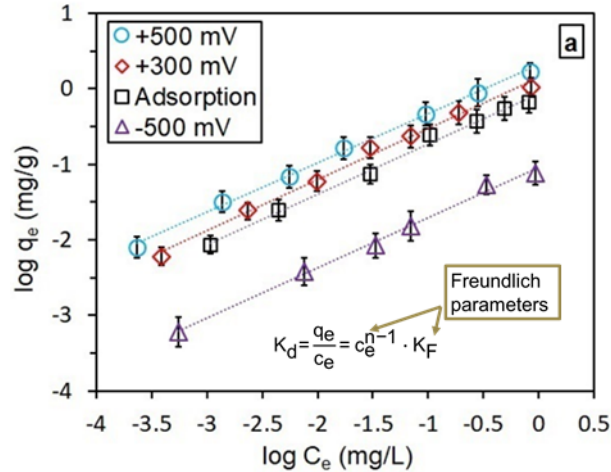 +500 mV
+300 mV
Adsorption
-500 mV
a
1
0
-1
-2
-3
-4
log qe (mg/g)
Freundlich
parameters
Kd = qe/ce = ce^n−1 · KF
-4 -3.5 -3 -2.5 -2 -1.5 -1 -0.5 0 0.5
log Ce (mg/L)